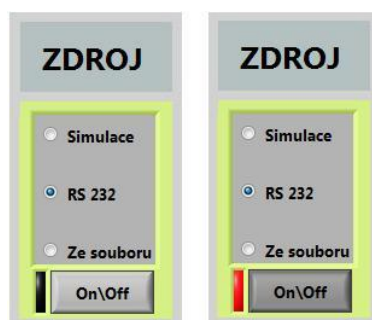 ZDROJ
Simulace
RS 232
Ze souboru
On\Off
ZDROJ
Simulace
RS 232
Ze souboru
On\Off